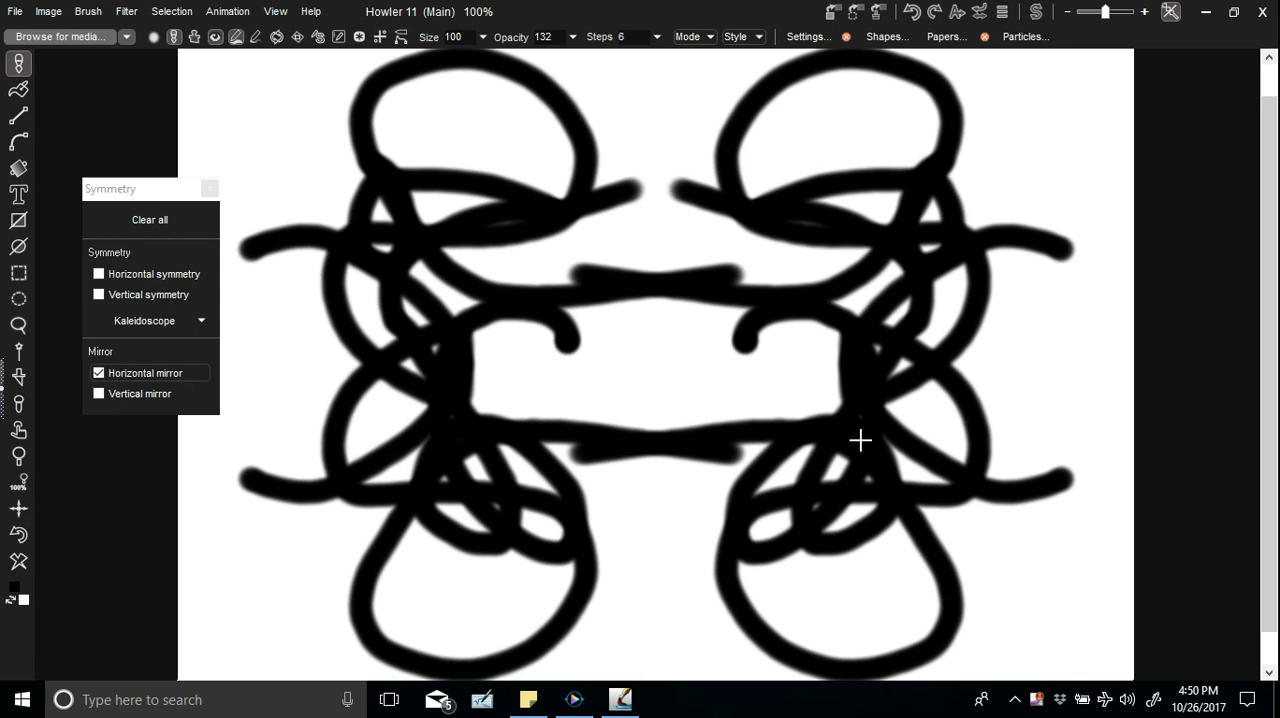 File Image Brush Filter Selection Animation View Help Howler 11 (Main) 100%
Browse for media... Size 100 Opacity 132 Steps 6 Mode Style Settings... Shapes... Papers... Particles...
Symmetry
Clear all
Symmetry
Horizontal symmetry
Vertical symmetry
Kaleidoscope
Mirror
Horizontal mirror
Vertical mirror
100%
Type here to search
5
4:50 PM
10/26/2017